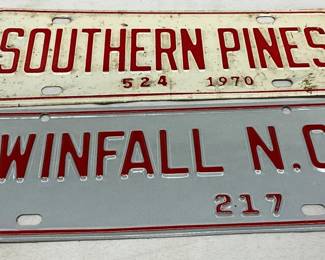 SOUTHERN PINES
524 1970
WINFALL N.C
217